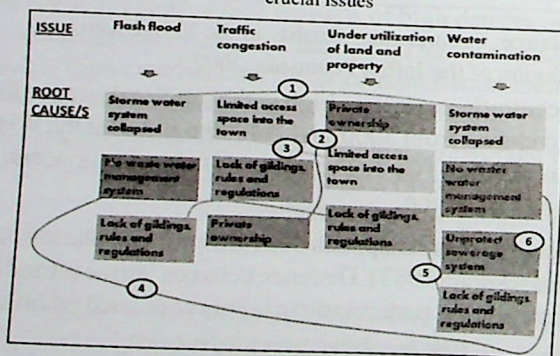 crucial issues
ISSUE
Flash flood
Traffic
congestion
Under utilization
of land and
property
Water
contamination
ROOT
CAUSE/S
1
Storme water
system
collapsed
Limited access
space into the
town
Private
ownership
Storme water
system
collapsed
3
2
No waste water
management
system
Lack of gildings,
rules and
regulations
Limited access
space into the
town
No waster
water
management
system
Lack of gildings,
rules and
regulations
Private
ownership
Lack of gildings,
rules and
regulations
Unprotect
sewerage
system
6
5
4
Lack of gildings,
rules and
regulations